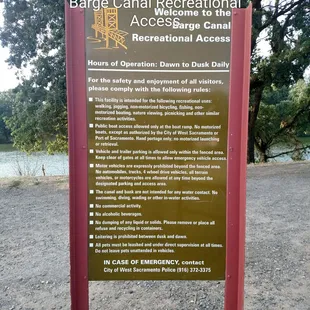 Barge Canal Recreational
Access
Welcome to the
Barge Canal
Recreational Access
Hours of Operation: Dawn to Dusk Daily
For the safety and enjoyment of all visitors,
please comply with the following rules:
This facility is intended for the following recreational uses:
walking, jogging, non-motorized bicycling, fishing, non-
motorized boating, nature viewing, picnicking and other similar
recreation activities.
Public boat access allowed only at the boat ramp. No motorized
boats, except as authorized by the City of West Sacramento or
Port of Sacramento. Hand portage only, no motorized launching
or retrieval.
Vehicle and trailer parking is allowed only within the fenced area.
Keep clear of gates at all times to allow emergency vehicle access.
Motor vehicles are expressly prohibited beyond the fenced area.
No automobiles, trucks, 4 wheel drive vehicles, all terrain
vehicles, or motorcycles are allowed at any time beyond the
designated parking and access area.
The canal and bank are not intended for any water contact. No
swimming, diving, wading or other in-water activities.
No commercial activity.
No alcoholic beverages.
No dumping of any liquid or solids. Please remove or place all
refuse and recycling in containers.
Loitering is prohibited between dusk and dawn.
All pets must be leashed and under direct supervision at all times.
Do not leave pets unattended in vehicles.
IN CASE OF EMERGENCY, contact
City of West Sacramento Police (916) 372-3375